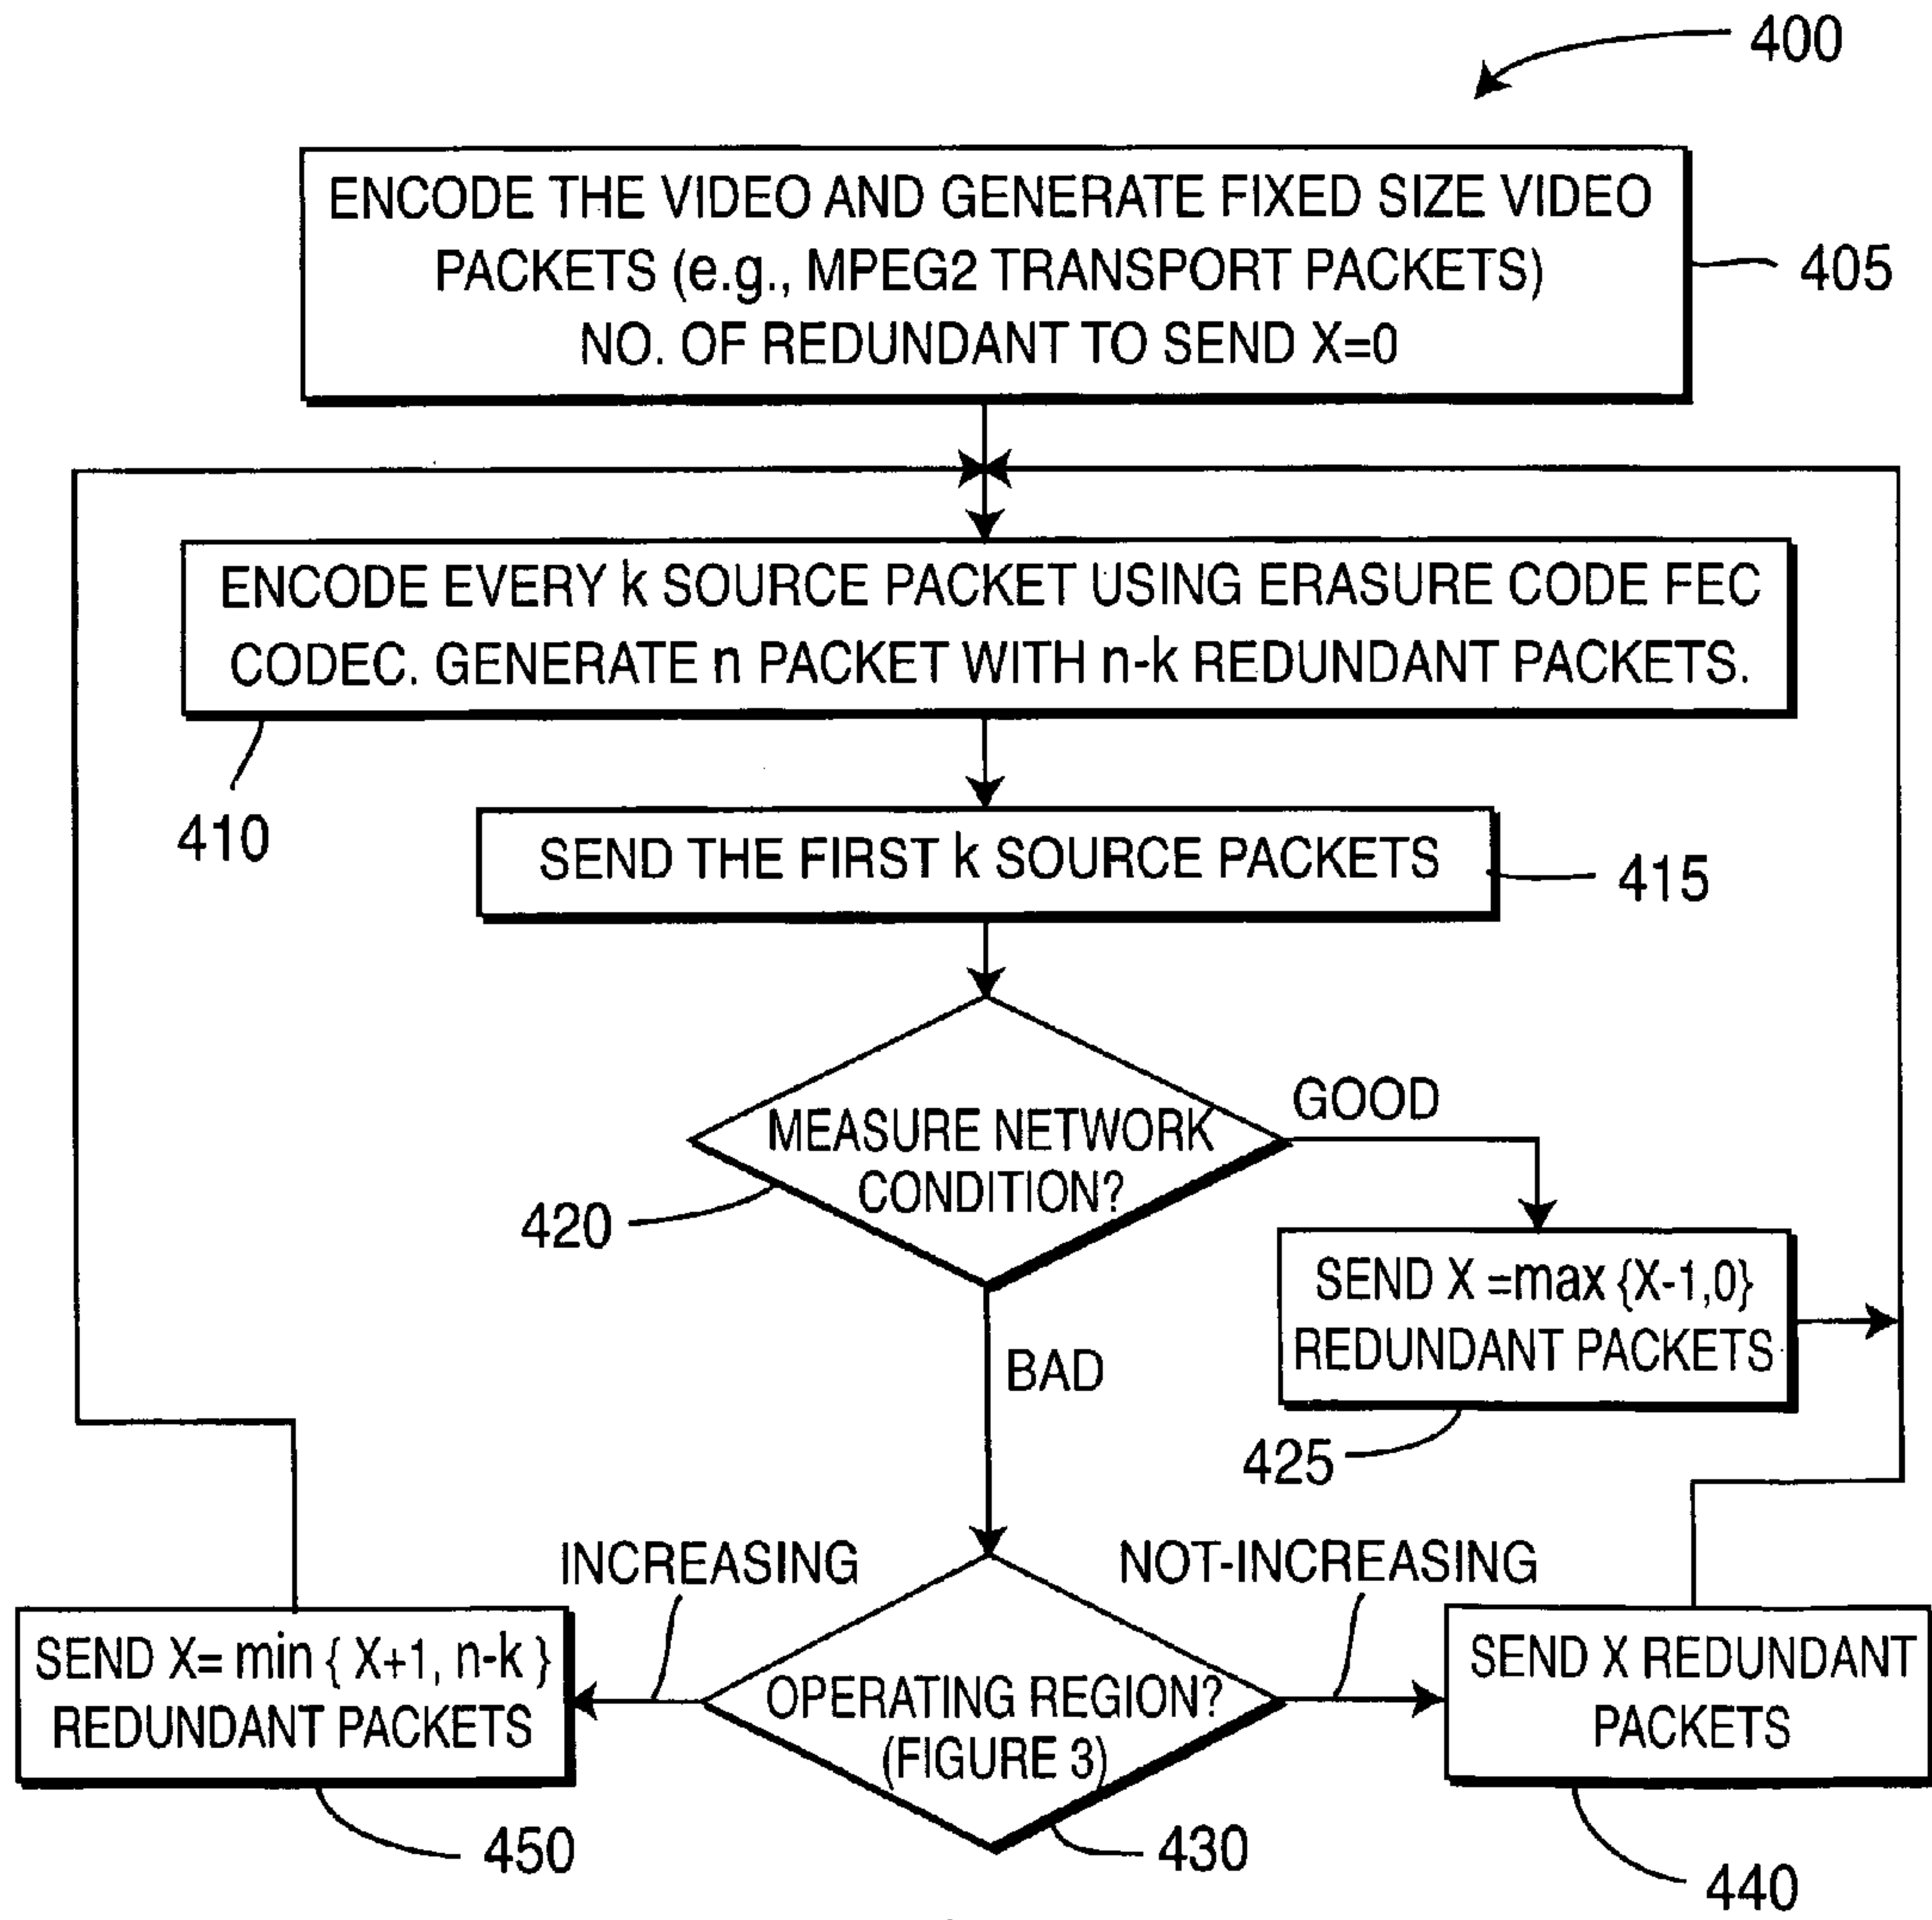 400
ENCODE THE VIDEO AND GENERATE FIXED SIZE VIDEO
PACKETS (e.g., MPEG2 TRANSPORT PACKETS)
NO. OF REDUNDANT TO SEND X=0
405
ENCODE EVERY k SOURCE PACKET USING ERASURE CODE FEC
CODEC. GENERATE n PACKET WITH n-k REDUNDANT PACKETS.
410
SEND THE FIRST k SOURCE PACKETS
415
MEASURE NETWORK
CONDITION?
420
GOOD
SEND X =max {X-1,0}
REDUNDANT PACKETS
425
BAD
INCREASING
NOT-INCREASING
SEND X= min { X+1, n-k }
REDUNDANT PACKETS
450
OPERATING REGION?
(FIGURE 3)
430
SEND X REDUNDANT
PACKETS
440